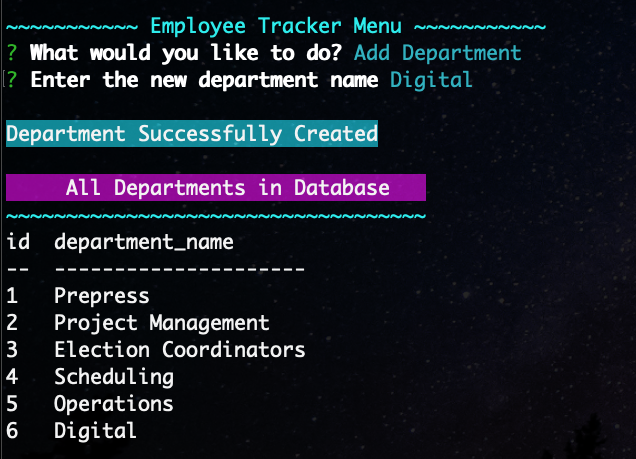 ~~~~~~~~~~~ Employee Tracker Menu ~~~~~~~~~~~
? What would you like to do? Add Department
? Enter the new department name Digital
Department Successfully Created
All Departments in Database
~~~~~~~~~~~~~~~~~~~~~~~~~~~~~~~~~~~
id  department_name
--  ---------------------
1   Prepress
2   Project Management
3   Election Coordinators
4   Scheduling
5   Operations
6   Digital